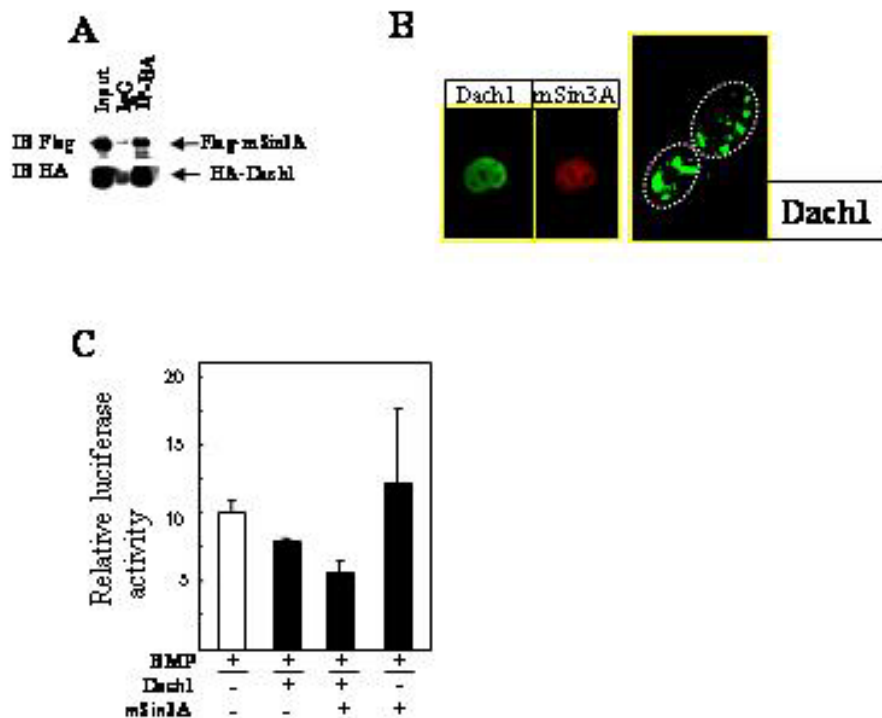 A
Input
IgG
IP-HA
IB Flag
Flag-mSin3A
IB HA
HA-Dach1
B
Dach1 mSin3A
Dach1
C
Relative luciferase
activity
20
15
10
5
BMP + + + +
Dach1 - + + -
mSin3A - - + +